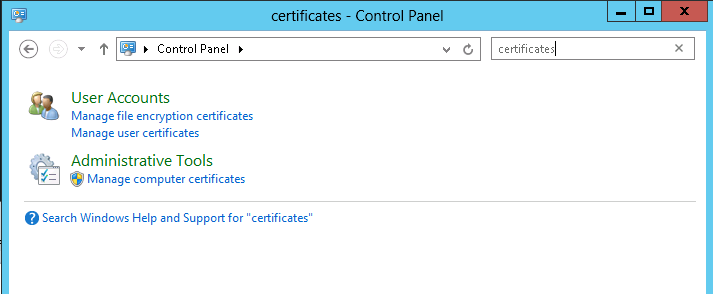 certificates - Control Panel
Control Panel
certificates
User Accounts
Manage file encryption certificates
Manage user certificates
Administrative Tools
Manage computer certificates
Search Windows Help and Support for "certificates"